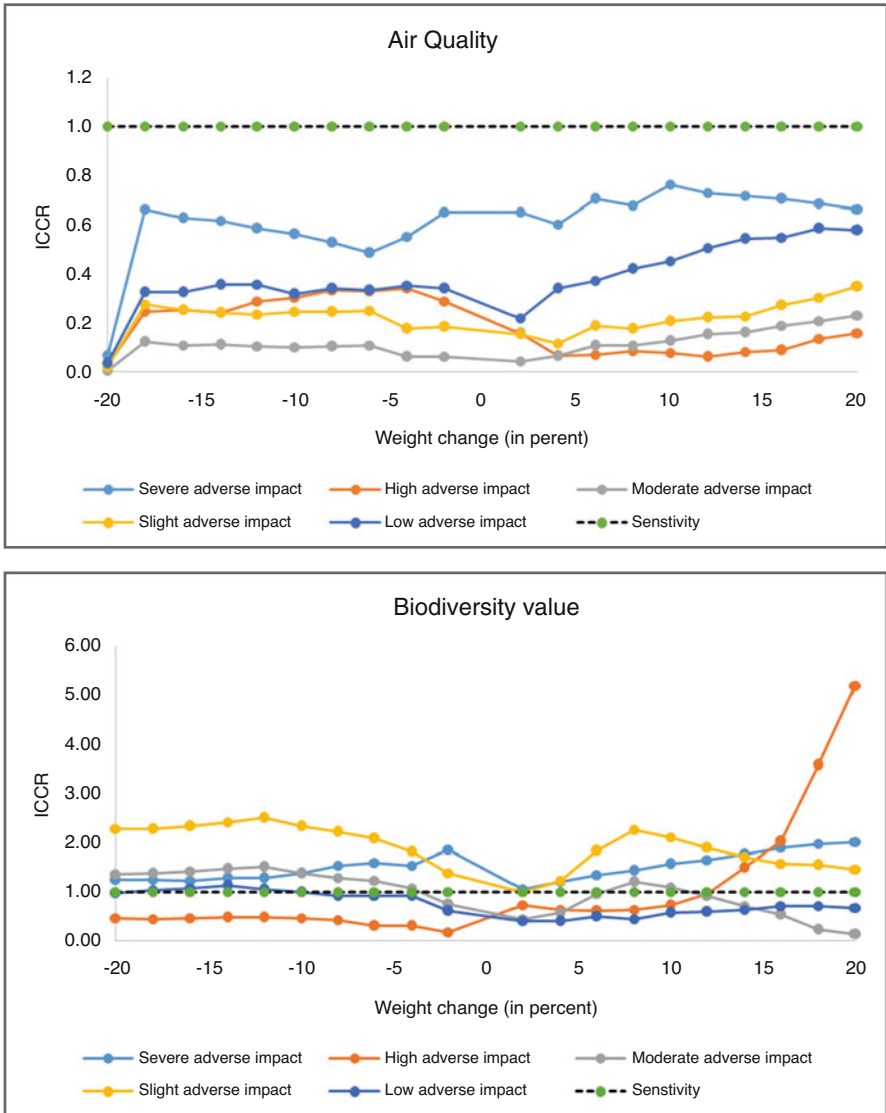 Air Quality
1.2
1.0
0.8
0.6
0.4
0.2
0.0
ICCR
-20 -15 -10 -5 0 5 10 15 20
Weight change (in perent)
Severe adverse impact High adverse impact Moderate adverse impact
Slight adverse impact Low adverse impact Senstivity
Biodiversity value
6.00
5.00
4.00
3.00
2.00
1.00
0.00
ICCR
-20 -15 -10 -5 0 5 10 15 20
Weight change (in percent)
Severe adverse impact High adverse impact Moderate adverse impact
Slight adverse impact Low adverse impact Senstivity